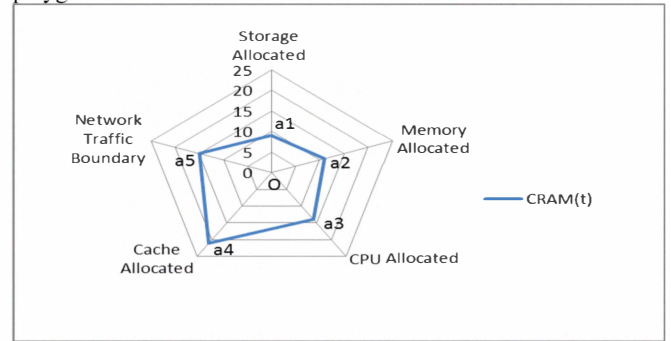 Storage
Allocated
25
20
15
10
5
0
a1
Memory
Allocated
a2
O
a3
CPU Allocated
a4
Cache
Allocated
a5
Network
Traffic
Boundary
CRAM(t)